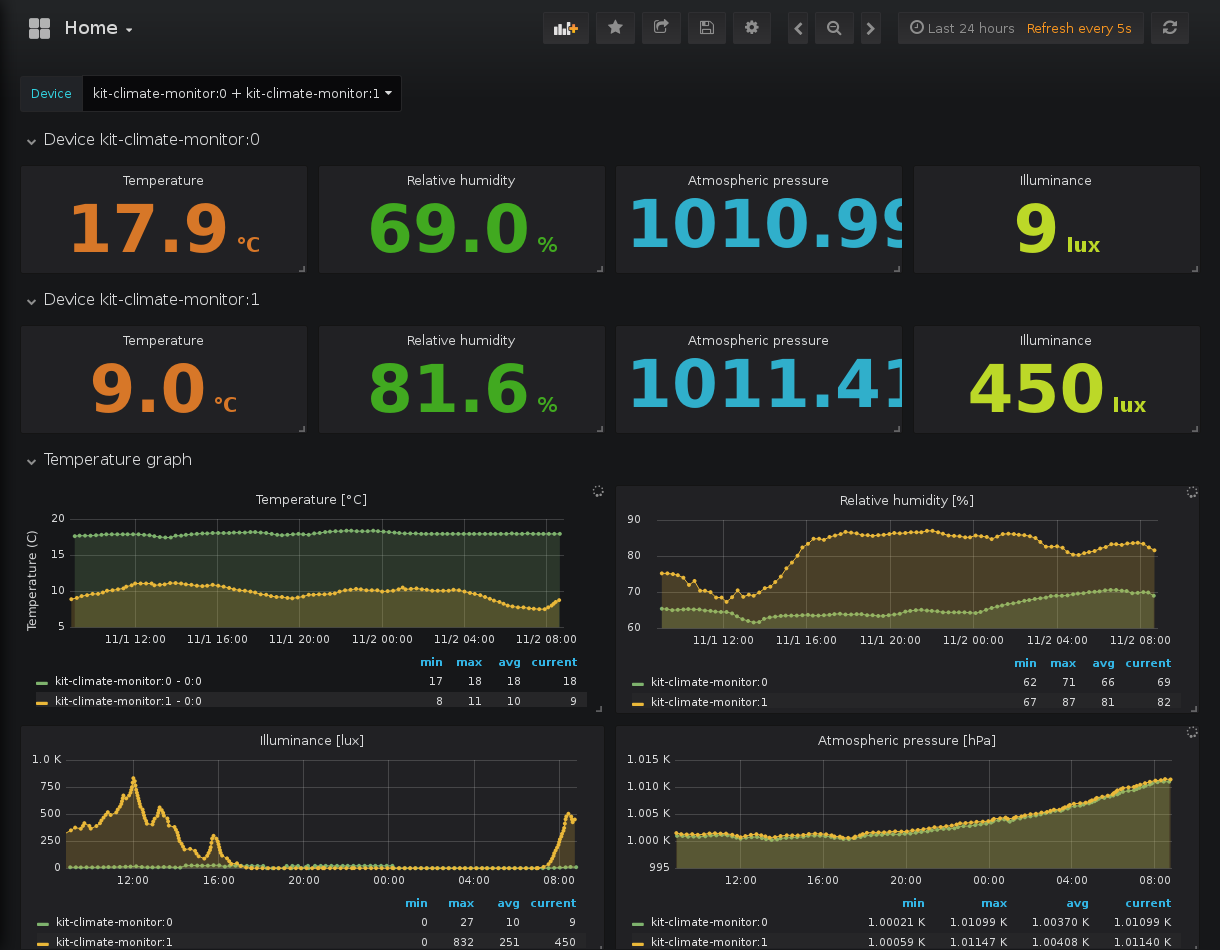 Home
Last 24 hours Refresh every 5s
Device kit-climate-monitor:0 + kit-climate-monitor:1
Device kit-climate-monitor:0
Temperature Relative humidity Atmospheric pressure Illuminance
17.9 °C 69.0 % 1010.99 9 lux
Device kit-climate-monitor:1
Temperature Relative humidity Atmospheric pressure Illuminance
9.0 °C 81.6 % 1011.41 450 lux
Temperature graph
Temperature [°C]
Temperature (C)
20
15
10
5
11/1 12:00 11/1 16:00 11/1 20:00 11/2 00:00 11/2 04:00 11/2 08:00
min max avg current
kit-climate-monitor:0 - 0:0 17 18 18 18
kit-climate-monitor:1 - 0:0 8 11 10 9
Relative humidity [%]
90
80
70
60
11/1 12:00 11/1 16:00 11/1 20:00 11/2 00:00 11/2 04:00 11/2 08:00
min max avg current
kit-climate-monitor:0 62 71 66 69
kit-climate-monitor:1 67 87 81 82
Illuminance [lux]
1.0 K
750
500
250
0
12:00 16:00 20:00 00:00 04:00 08:00
min max avg current
kit-climate-monitor:0 0 27 10 9
kit-climate-monitor:1 0 832 251 450
Atmospheric pressure [hPa]
1.015 K
1.010 K
1.005 K
1.000 K
995
12:00 16:00 20:00 00:00 04:00 08:00
min max avg current
kit-climate-monitor:0 1.00021 K 1.01099 K 1.00370 K 1.01099 K
kit-climate-monitor:1 1.00059 K 1.01147 K 1.00408 K 1.01140 K